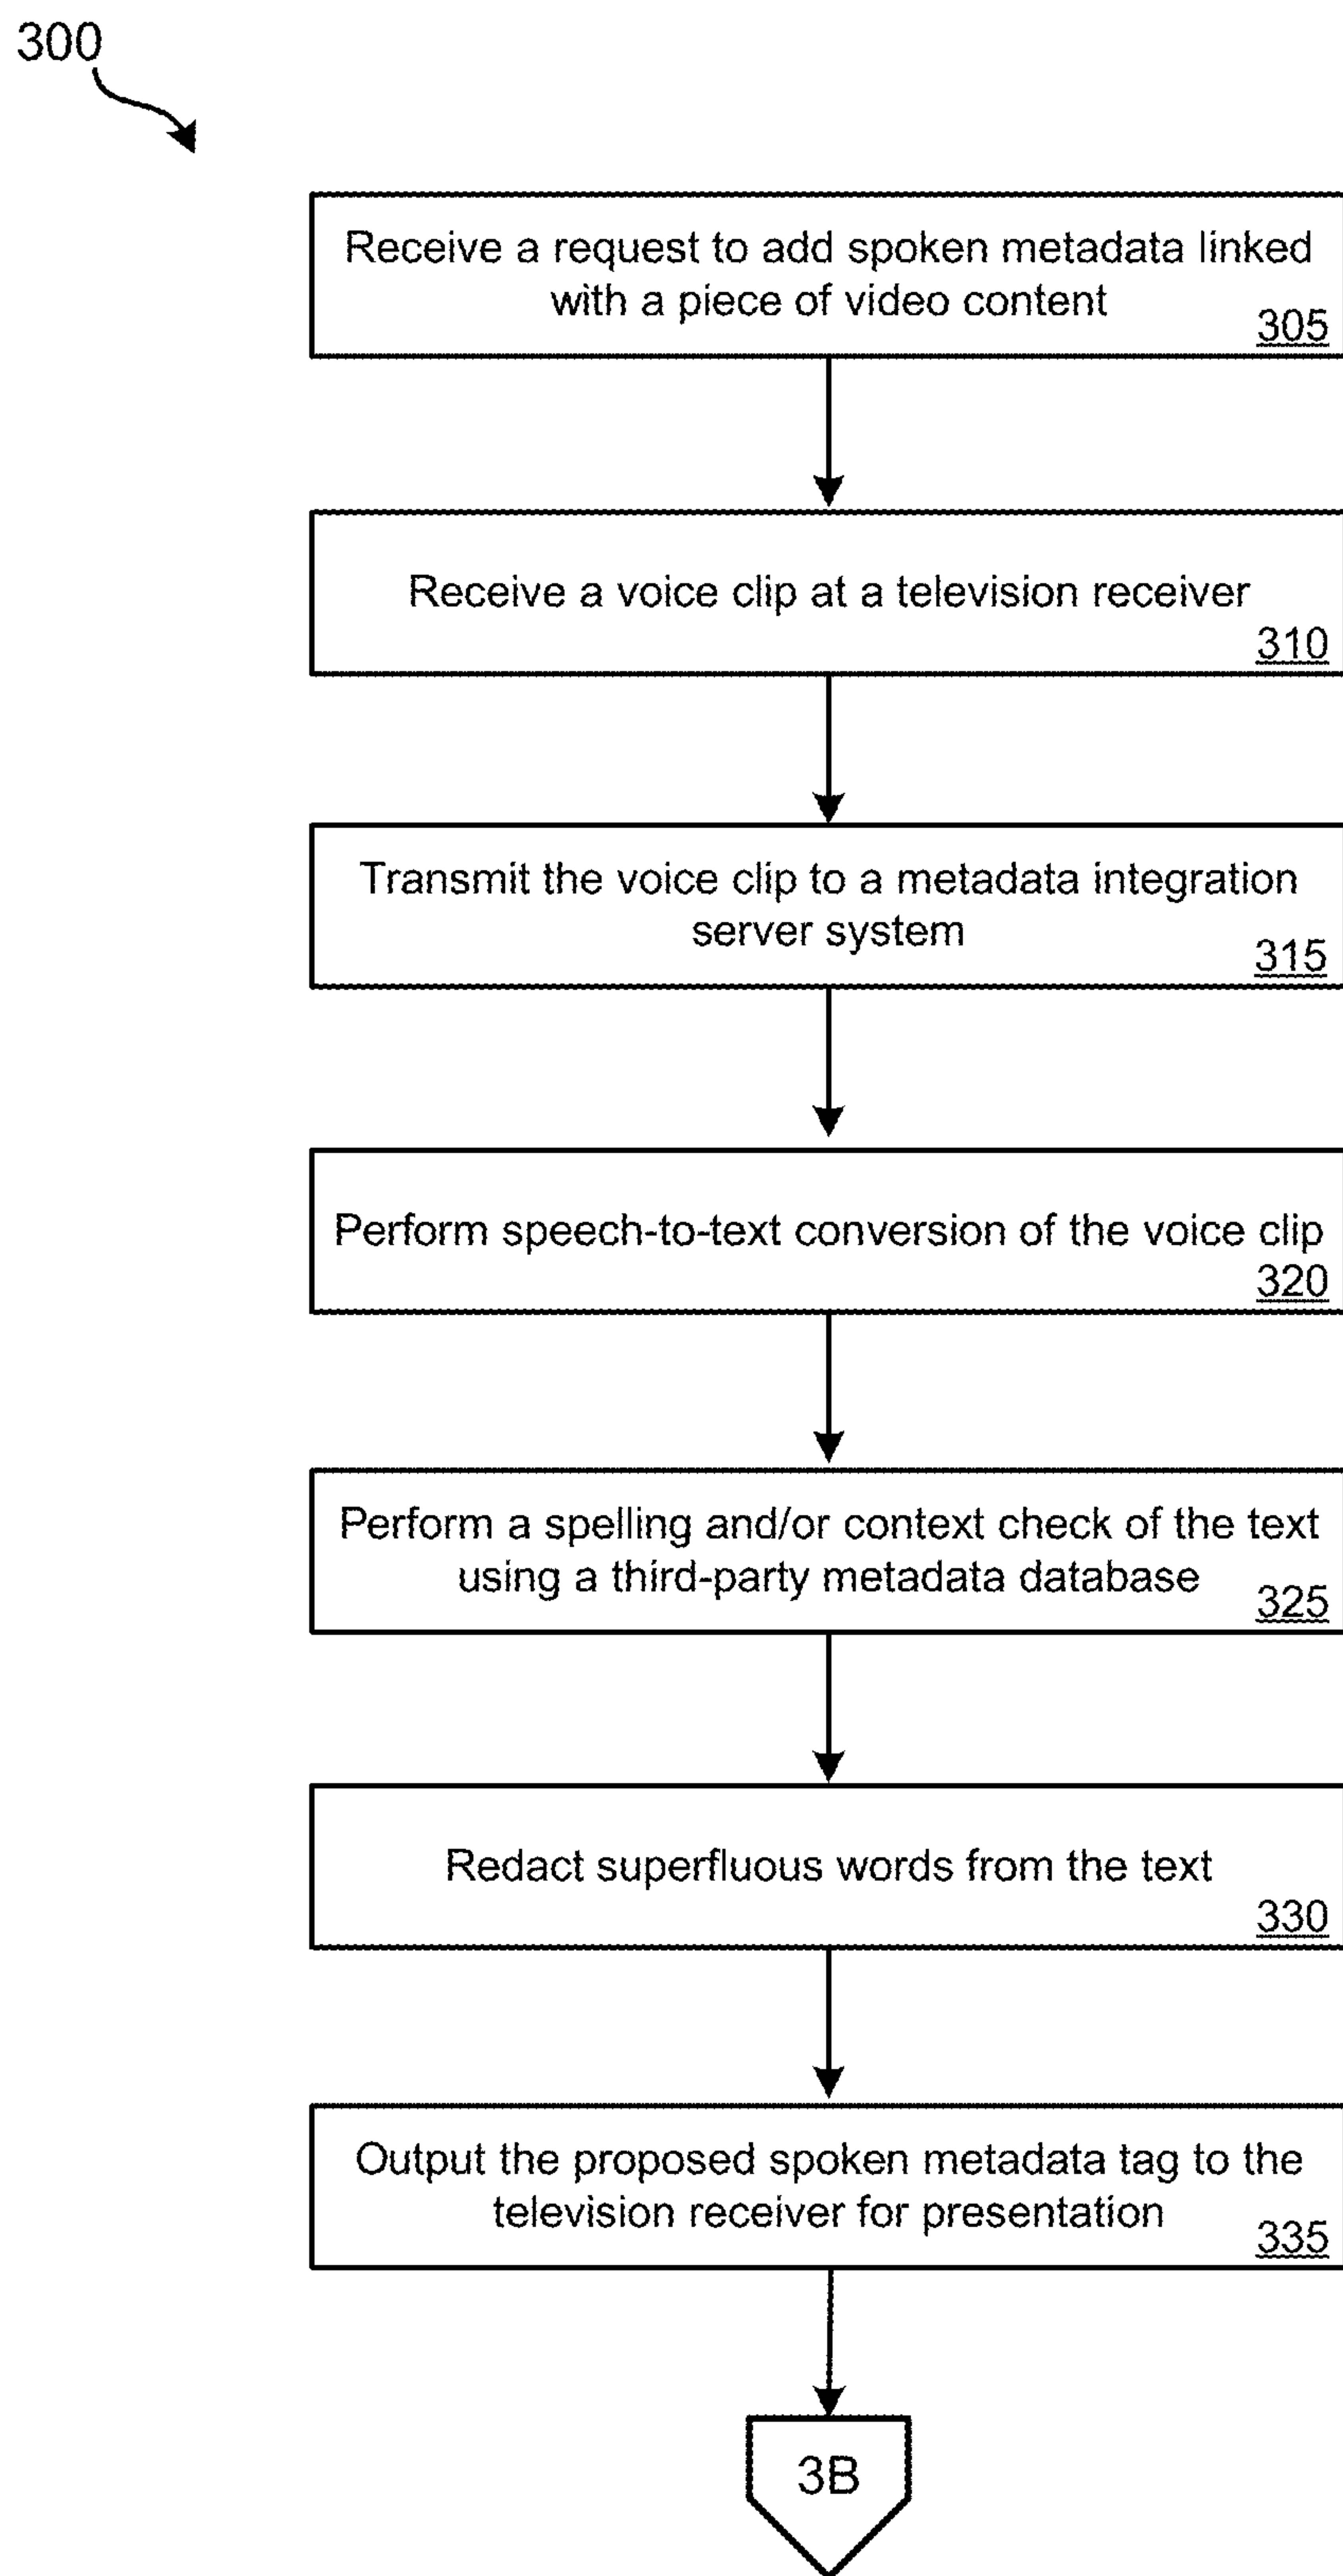 300
Receive a request to add spoken metadata linked
with a piece of video content
305
Receive a voice clip at a television receiver
310
Transmit the voice clip to a metadata integration
server system
315
Perform speech-to-text conversion of the voice clip
320
Perform a spelling and/or context check of the text
using a third-party metadata database
325
Redact superfluous words from the text
330
Output the proposed spoken metadata tag to the
television receiver for presentation
335
3B